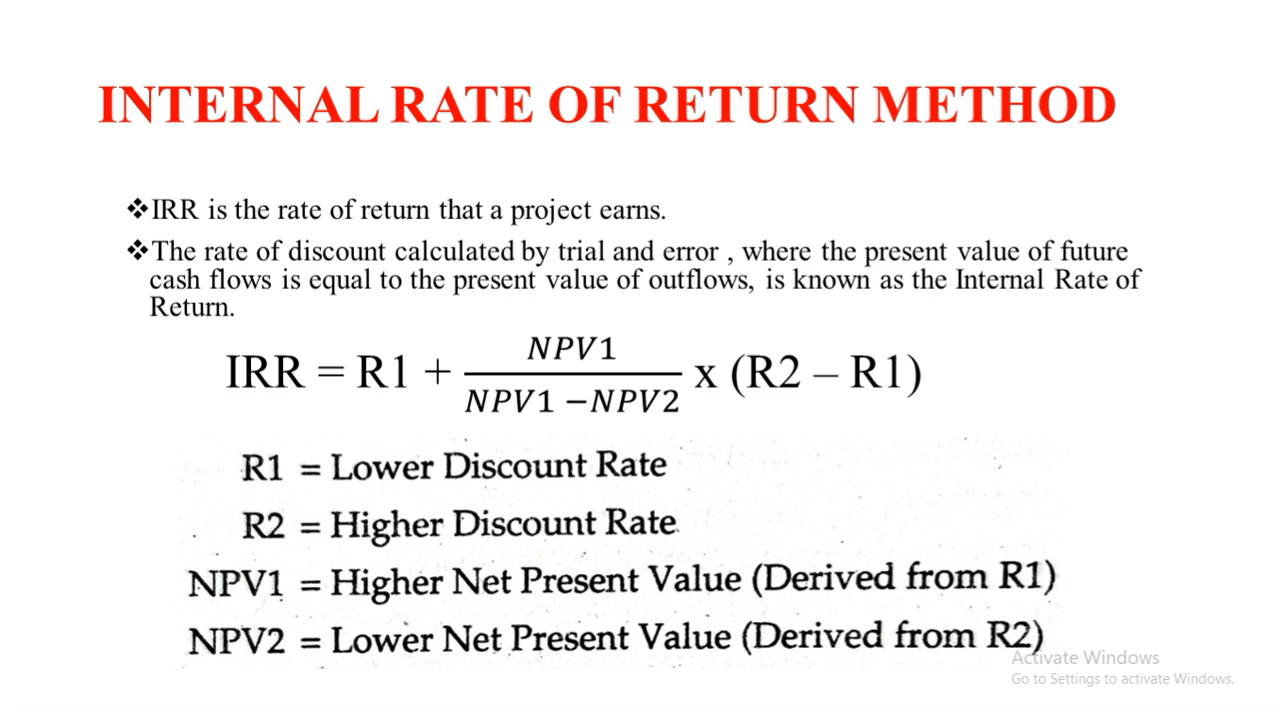 INTERNAL RATE OF RETURN METHOD
❖IRR is the rate of return that a project earns.
❖The rate of discount calculated by trial and error , where the present value of future
cash flows is equal to the present value of outflows, is known as the Internal Rate of
Return.
IRR = R1 + NPV1 / NPV1 – NPV2 x (R2 – R1)
R1 = Lower Discount Rate
R2 = Higher Discount Rate
NPV1 = Higher Net Present Value (Derived from R1)
NPV2 = Lower Net Present Value (Derived from R2)
Activate Windows
Go to Settings to activate Windows.